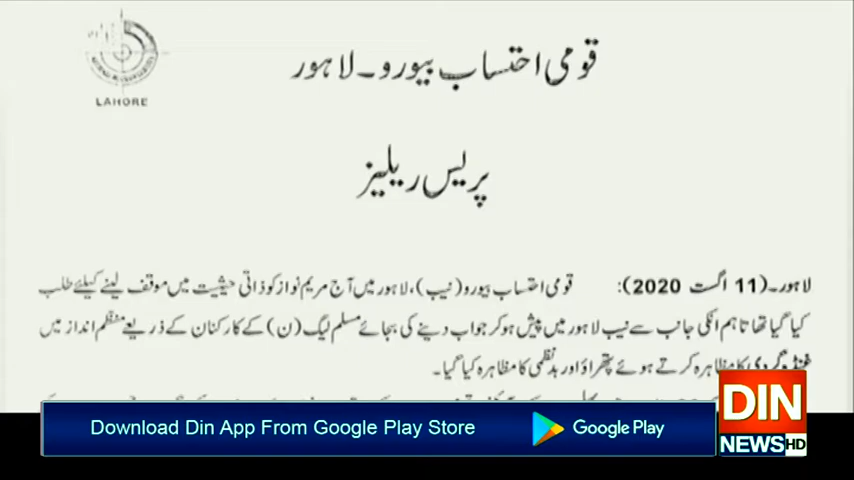 LAHORE
قومی احتساب بیورو۔ لاہور
پریس ریلیز
لاہور۔(11 اگست 2020): قومی احتساب بیورو(نیب)، لاہور میں آج مریم نواز کو ذاتی حیثیت میں موقف لینے کیلئے طلب
کیا گیا تھا تاہم انکی جانب سے نیب لاہور میں پیش ہو کر جواب دینے کی بجائے مسلم لیگ (ن) کے کارکنان کے ذریعے منظم انداز میں
غنڈہ گردی کا مظاہرہ کرتے ہوئے پتھراؤ اور بدنظمی کا مظاہرہ کیا گیا۔
Download Din App From Google Play Store
Google Play
DIN
NEWS HD